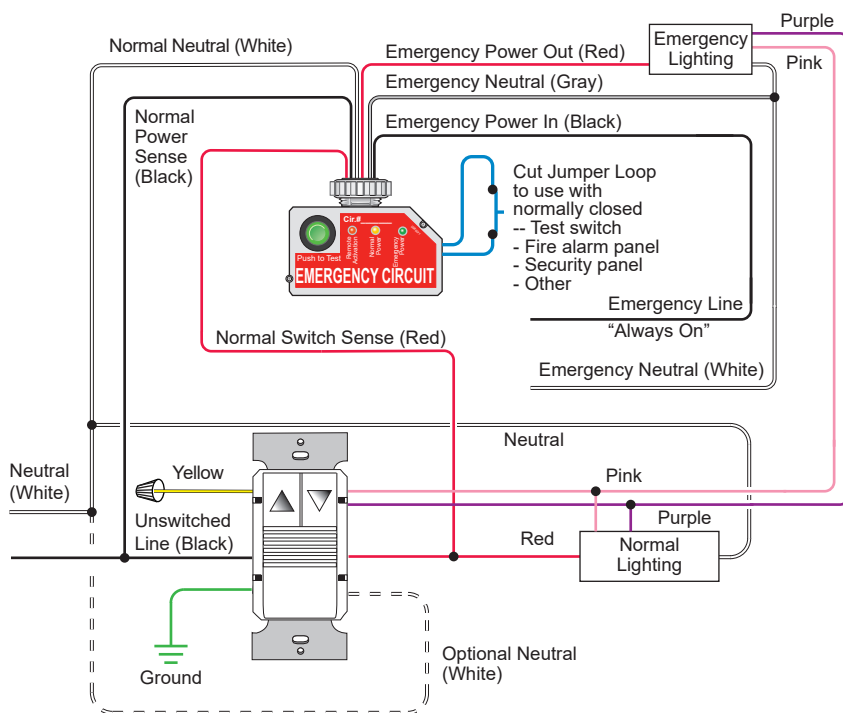 Purple
Normal Neutral (White)
Emergency Power Out (Red)
Emergency
Lighting
Pink
Emergency Neutral (Gray)
Normal
Power
Sense
(Black)
Emergency Power In (Black)
Cut Jumper Loop
to use with
normally closed
-- Test switch
- Fire alarm panel
- Security panel
- Other
Cir.#
Push to Test
Remote
Activation
Normal
Power
Emergency
Power
EMERGENCY CIRCUIT
Emergency Line
“Always On”
Normal Switch Sense (Red)
Emergency Neutral (White)
Neutral
Neutral
(White)
Yellow
Pink
Unswitched
Line (Black)
Purple
Red
Normal
Lighting
Ground
Optional Neutral
(White)